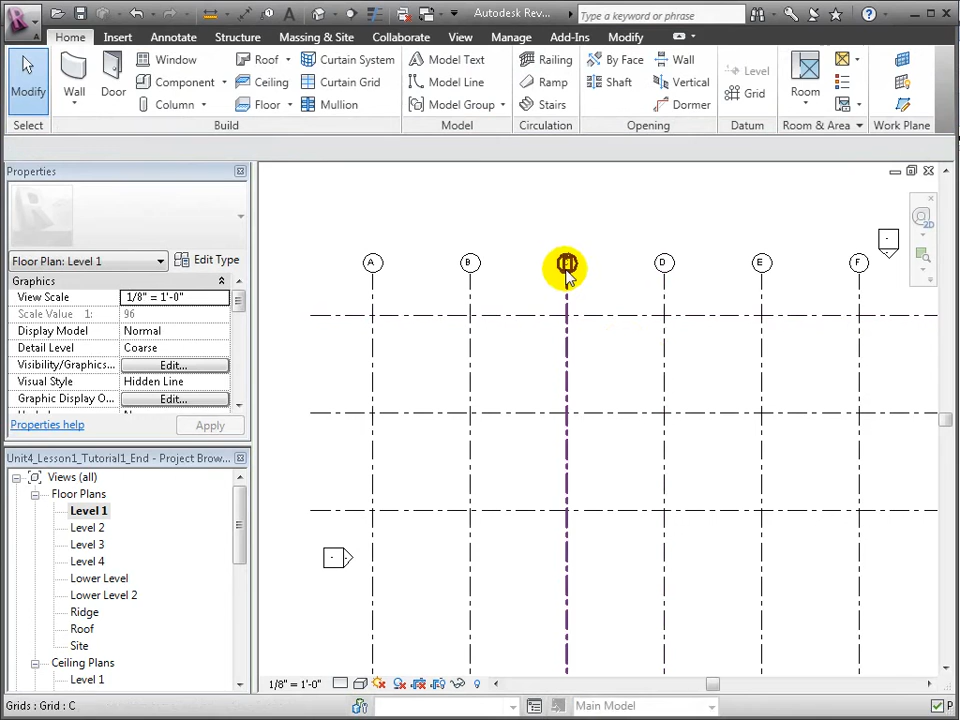 Autodesk Rev...
Type a keyword or phrase
Home Insert Annotate Structure Massing & Site Collaborate View Manage Add-Ins Modify
Modify
Wall
Door
Window
Component
Column
Roof
Ceiling
Floor
Curtain System
Curtain Grid
Mullion
Model Text
Model Line
Model Group
Railing
Ramp
Stairs
By Face
Shaft
Wall
Vertical
Dormer
Level
Grid
Room
Select Build Model Circulation Opening Datum Room & Area Work Plane
Properties
Floor Plan: Level 1
Edit Type
Graphics
View Scale 1/8" = 1'-0"
Scale Value 1: 96
Display Model Normal
Detail Level Coarse
Visibility/Graphics... Edit...
Visual Style Hidden Line
Graphic Display O... Edit...
Properties help Apply
Unit4_Lesson1_Tutorial1_End - Project Brow...
Views (all)
Floor Plans
Level 1
Level 2
Level 3
Level 4
Lower Level
Lower Level 2
Ridge
Roof
Site
Ceiling Plans
Level 1
A B D E F
2D
1/8" = 1'-0"
Grids : Grid : C
Main Model
P